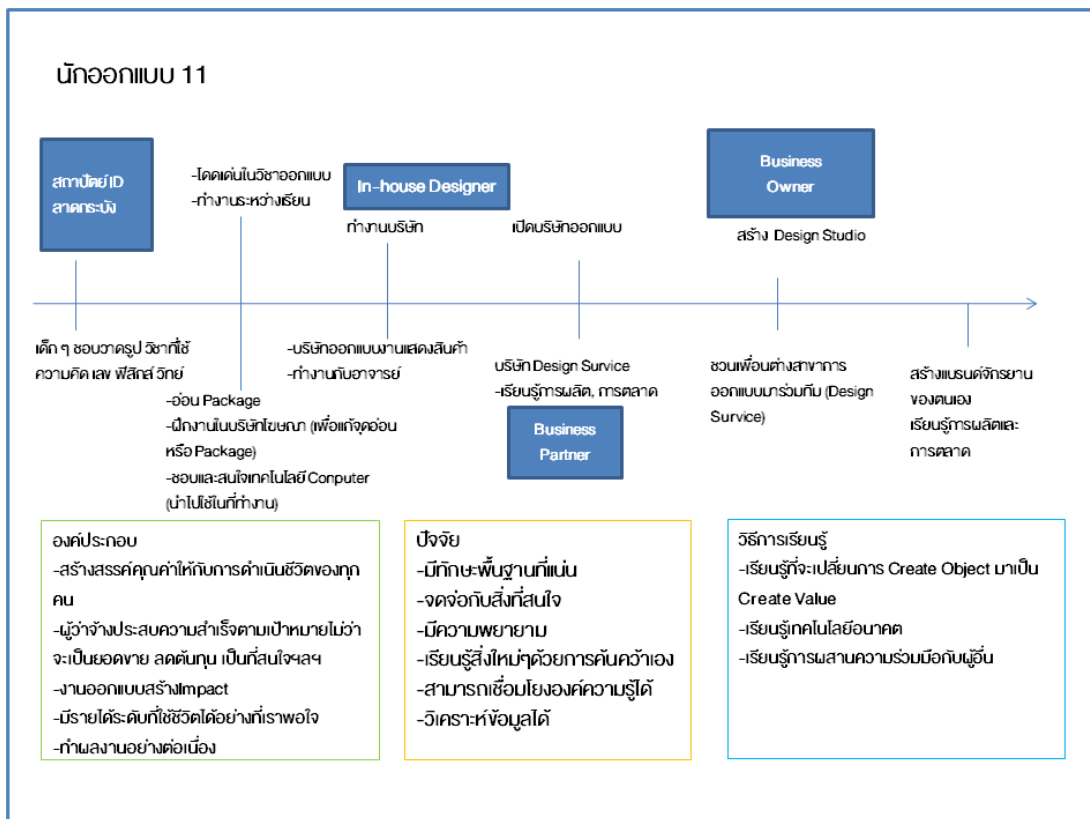 นักออกแบบ 11
สถาปัตย์ ID
ลาดกระบัง
-โดดเด่นในวิชาออกแบบ
-ทำงานระหว่างเรียน
In-house Designer
ทำงานบริษัท
เปิดบริษัทออกแบบ
Business
Owner
สร้าง Design Studio
เด็ก ๆ ชอบวาดรูป วิชาที่ใช้
ความคิด เลข ฟิสิกส์ วิทย์
-อ่อน Package
-ฝึกงานในบริษัทโฆษณา (เพื่อแก้จุดอ่อน
หรือ Package)
-ชอบและสนใจเทคโนโลยี Conputer
(นำไปใช้ในที่ทำงาน)
-บริษัทออกแบบงานแสดงสินค้า
-ทำงานกับอาจารย์
บริษัท Design Survice
-เรียนรู้การผลิต, การตลาด
Business
Partner
ชวนเพื่อนต่างสาขาการ
ออกแบบมาร่วมทีม (Design
Survice)
สร้างแบรนด์จักรยาน
ของตนเอง
เรียนรู้การผลิตและ
การตลาด
องค์ประกอบ
-สร้างสรรค์คุณค่าให้กับการดำเนินชีวิตของทุก
คน
-ผู้ว่าจ้างประสบความสำเร็จตามเป้าหมายไม่ว่า
จะเป็นยอดขาย ลดต้นทุน เป็นที่สนใจฯลฯ
-งานออกแบบสร้างImpact
-มีรายได้ระดับที่ใช้ชีวิตได้อย่างที่เราพอใจ
-ทำผลงานอย่างต่อเนื่อง
ปัจจัย
-มีทักษะพื้นฐานที่แน่น
-จดจ่อกับสิ่งที่สนใจ
-มีความพยายาม
-เรียนรู้สิ่งใหม่ๆด้วยการค้นคว้าเอง
-สามารถเชื่อมโยงองค์ความรู้ได้
-วิเคราะห์ข้อมูลได้
วิธีการเรียนรู้
-เรียนรู้ที่จะเปลี่ยนการ Create Object มาเป็น
Create Value
-เรียนรู้เทคโนโลยีอนาคต
-เรียนรู้การผสานความร่วมมือกับผู้อื่น